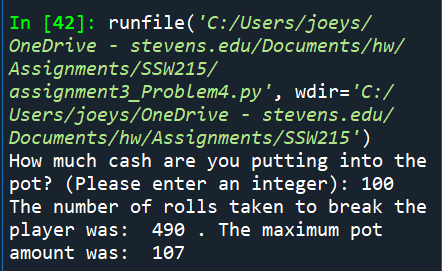 In [42]: runfile('C:/Users/joeys/
OneDrive - stevens.edu/Documents/hw/
Assignments/SSW215/
assignment3_Problem4.py', wdir='C:/
Users/joeys/OneDrive - stevens.edu/
Documents/hw/Assignments/SSW215')
How much cash are you putting into the
pot? (Please enter an integer): 100
The number of rolls taken to break the
player was:  490 . The maximum pot
amount was:  107